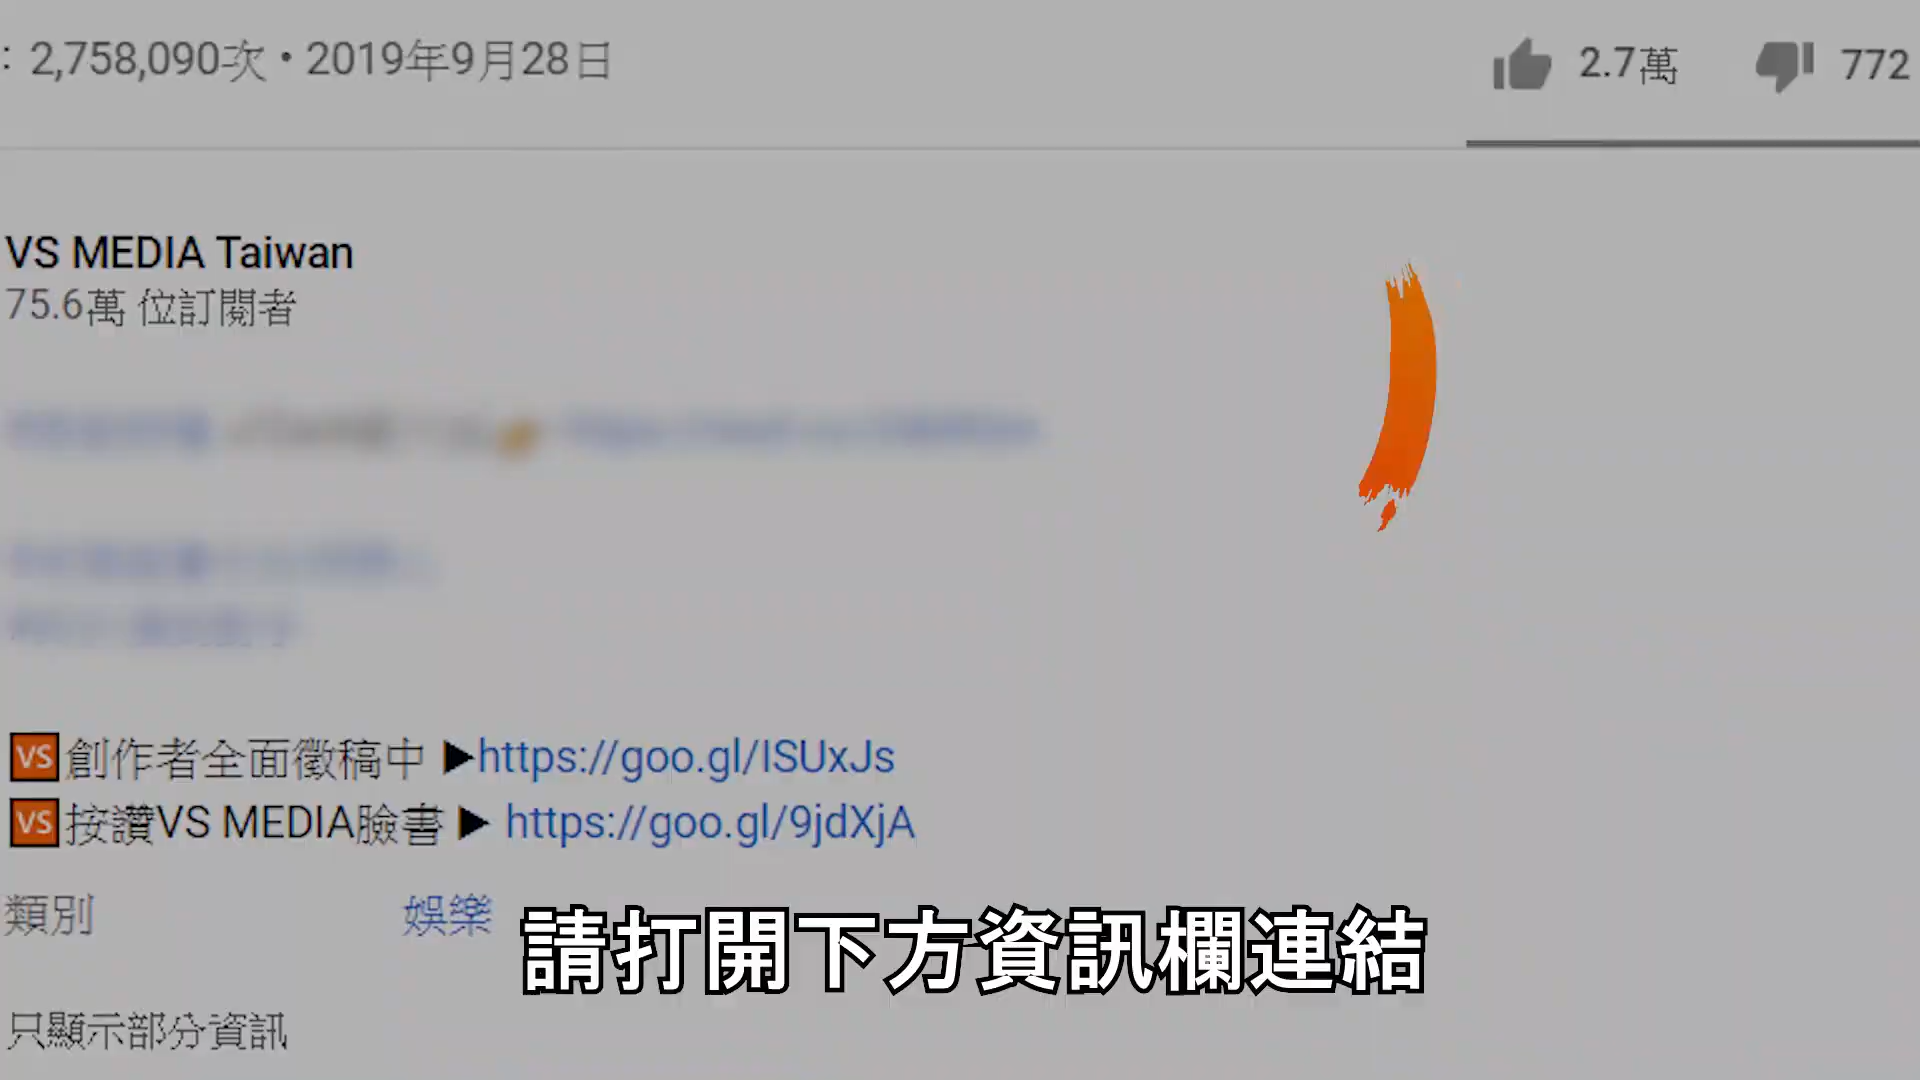 ：2,758,090次 • 2019年9月28日
2.7萬
772
VS MEDIA Taiwan
75.6萬 位訂閱者
VS創作者全面徵稿中 ▶https://goo.gl/ISUxJs
VS按讚VS MEDIA臉書 ▶ https://goo.gl/9jdXjA
類別 娛樂
請打開下方資訊欄連結
只顯示部分資訊